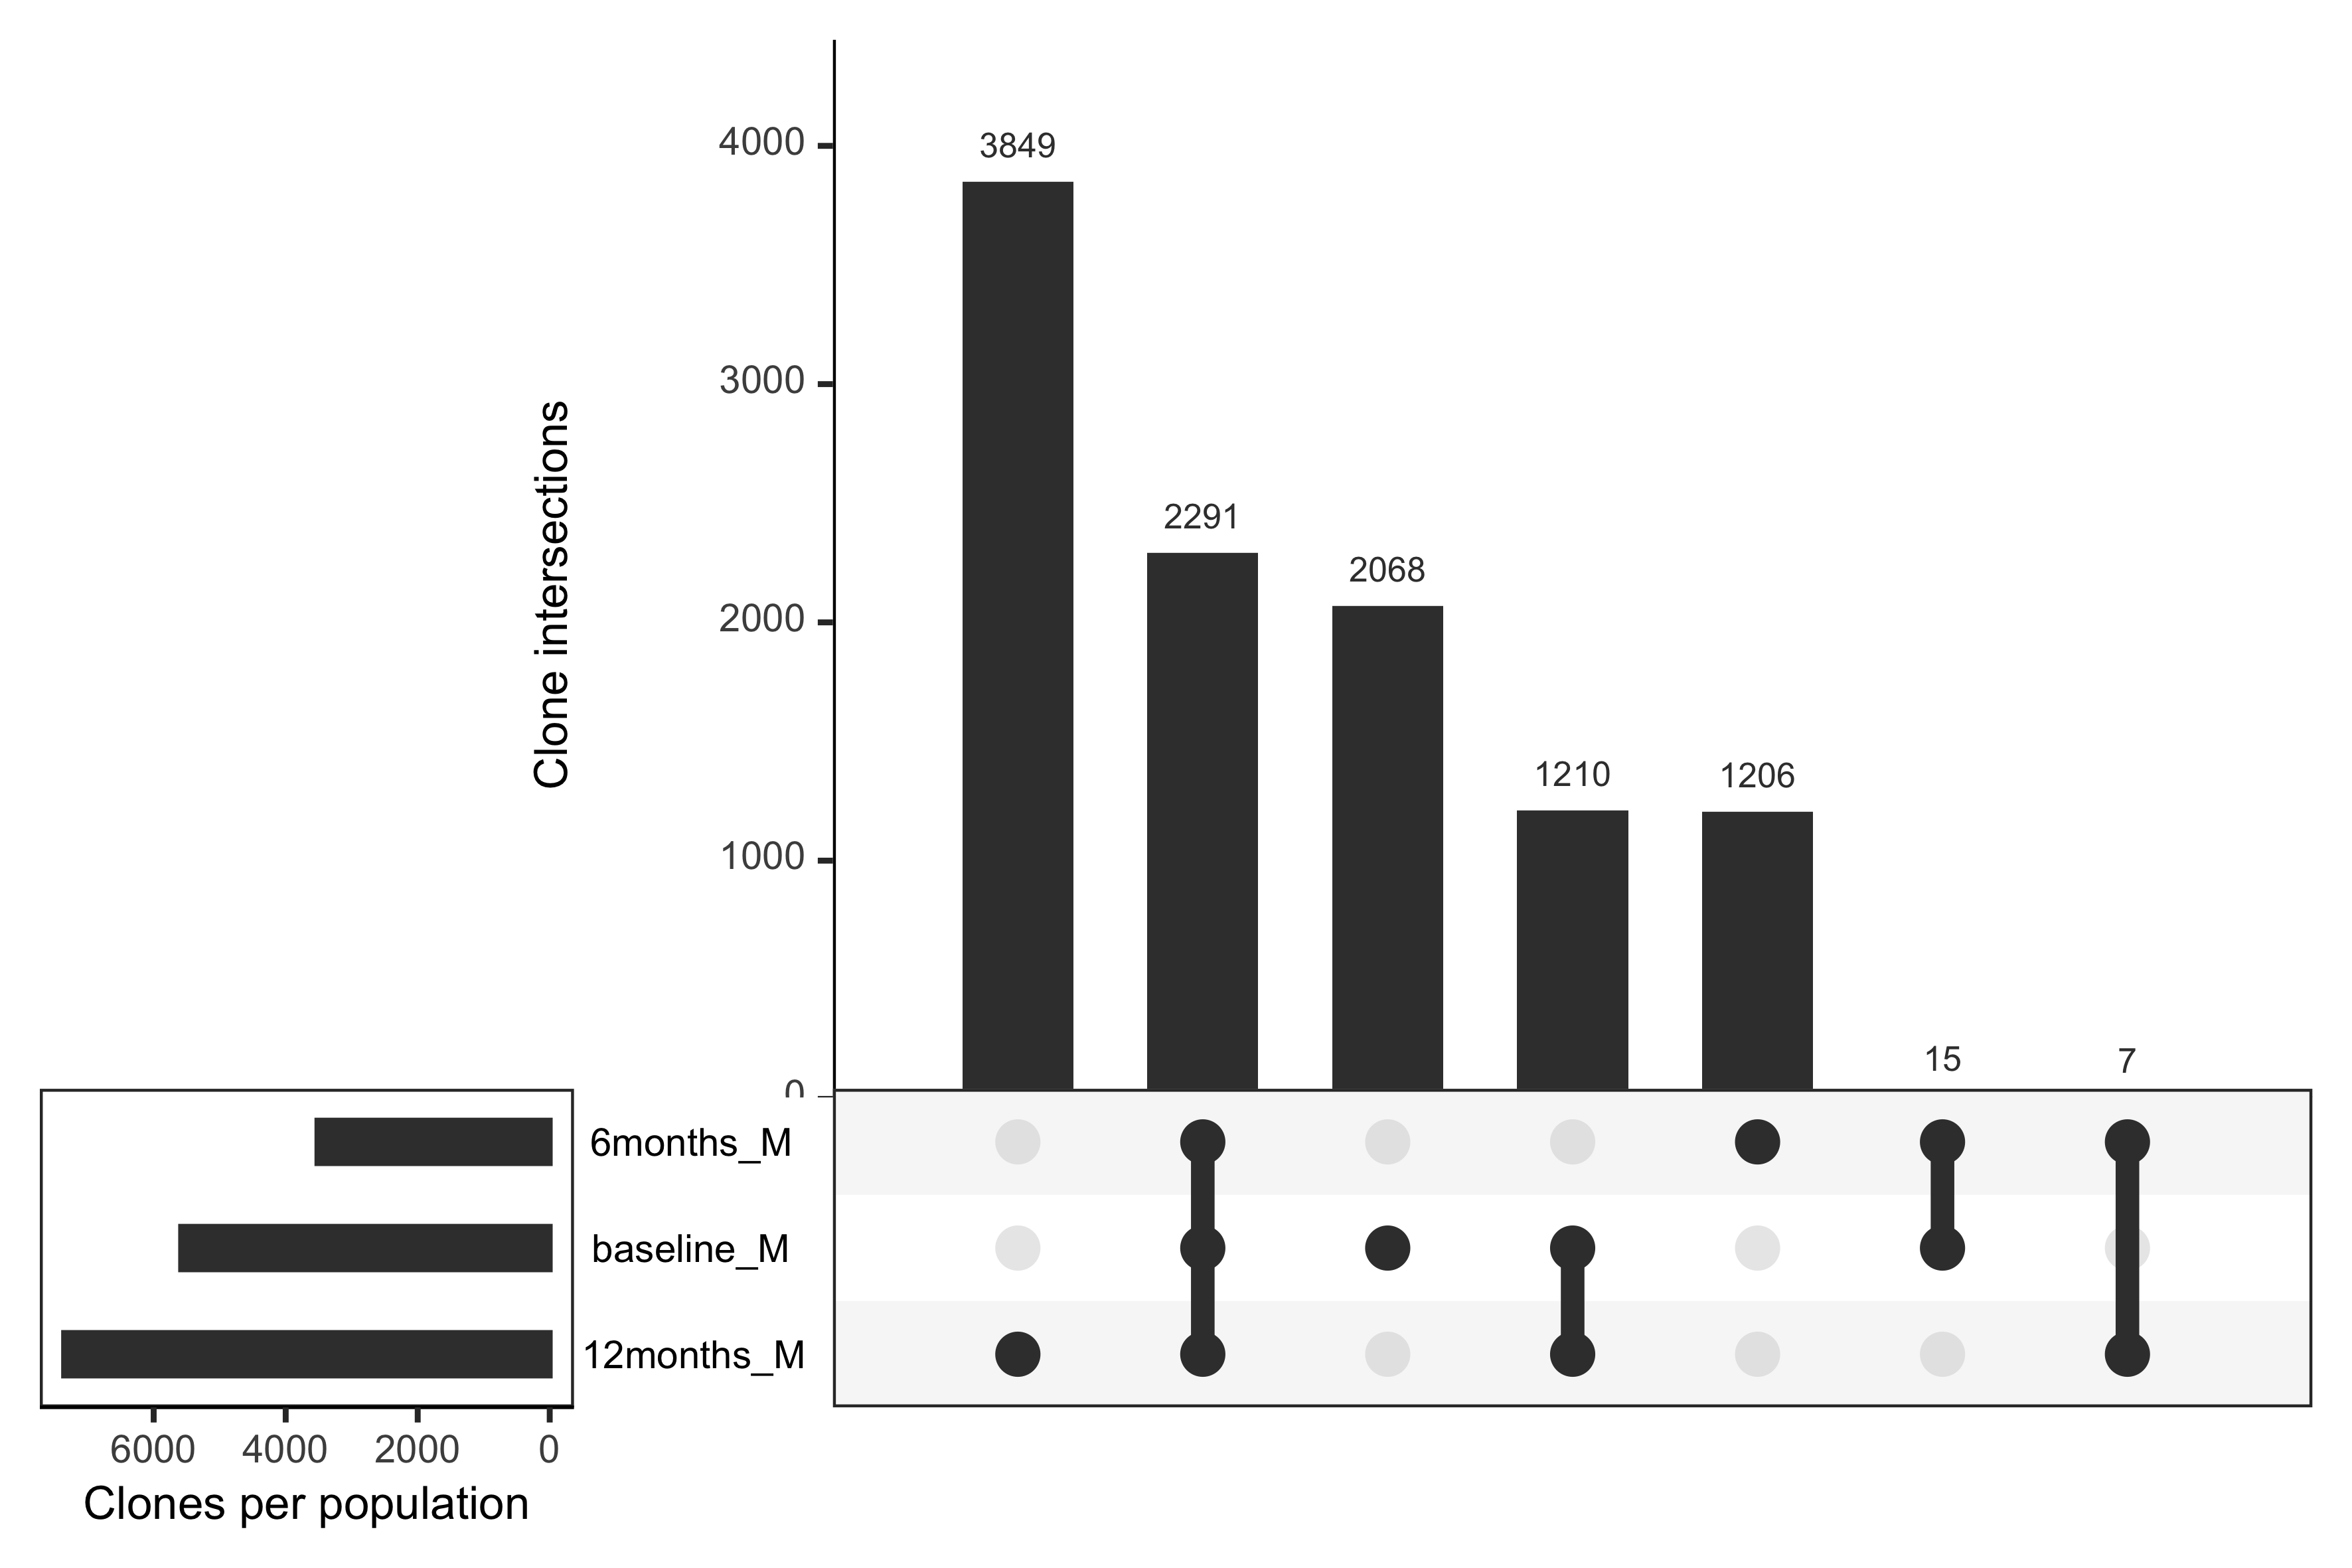 4000
3000
2000
1000
0
Clone intersections
3849
2291
2068
1210
1206
15
7
6months_M
baseline_M
12months_M
6000 4000 2000 0
Clones per population